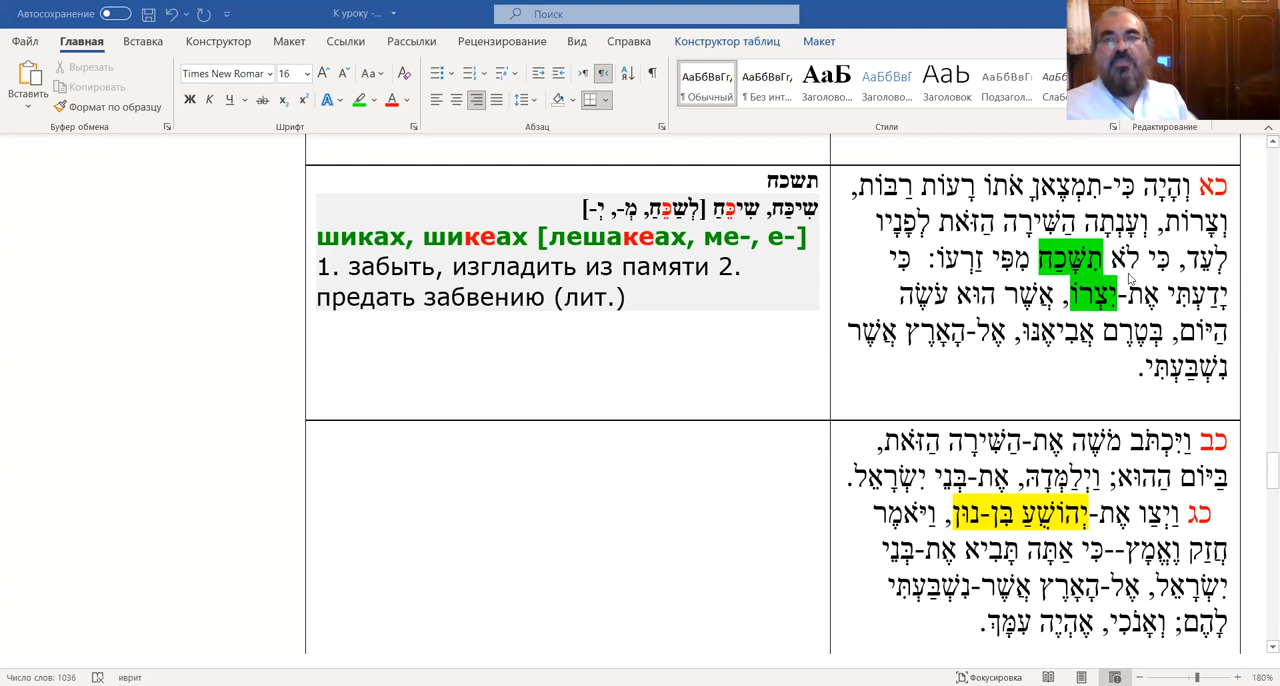 Автосохранение
К уроку -...
Поиск
Файл Главная Вставка Конструктор Макет Ссылки Рассылки Рецензирование Вид Справка Конструктор таблиц Макет
Вставить
Вырезать
Копировать
Формат по образцу
Буфер обмена
Times New Romar 16
Ж К Ч
Шрифт
Абзац
АаБбВвГг, АаБбВвГг, АаБ АаБбВвГ АаЬ АаБбВвГ АаБ
¶ Обычный ¶ Без инт... Заголово... Заголово... Заголовок Подзагол... Слаб
Стили
Редактирование
תשכח
שִׁיכַּח, שִׁיכֵּחַ [לְשַׁכֵּחַ, מְ-, יְ-]
шиках, шикеах [лешакеах, ме-, е-]
1. забыть, изгладить из памяти 2.
предать забвению (лит.)
כא וְהָיָה כִּי-תִמְצֶאןָ אֹתוֹ רָעוֹת רַבּוֹת,
וְצָרוֹת, וְעָנְתָה הַשִּׁירָה הַזֹּאת לְפָנָיו
לְעֵד, כִּי לֹא תִשָּׁכַח מִפִּי זַרְעוֹ: כִּי
יָדַעְתִּי אֶת-יִצְרוֹ, אֲשֶׁר הוּא עֹשֶׂה
הַיּוֹם, בְּטֶרֶם אֲבִיאֶנּוּ, אֶל-הָאָרֶץ אֲשֶׁר
נִשְׁבַּעְתִּי.
כב וַיִּכְתֹּב מֹשֶׁה אֶת-הַשִּׁירָה הַזֹּאת,
בַּיּוֹם הַהוּא; וַיְלַמְּדָהּ, אֶת-בְּנֵי יִשְׂרָאֵל.
כג וַיְצַו אֶת-יְהוֹשֻׁעַ בִּן-נוּן, וַיֹּאמֶר
חֲזַק וֶאֱמָץ--כִּי אַתָּה תָּבִיא אֶת-בְּנֵי
יִשְׂרָאֵל, אֶל-הָאָרֶץ אֲשֶׁר-נִשְׁבַּעְתִּי
לָהֶם; וְאָנֹכִי, אֶהְיֶה עִמָּךְ.
Число слов: 1036 иврит
Фокусировка
180%